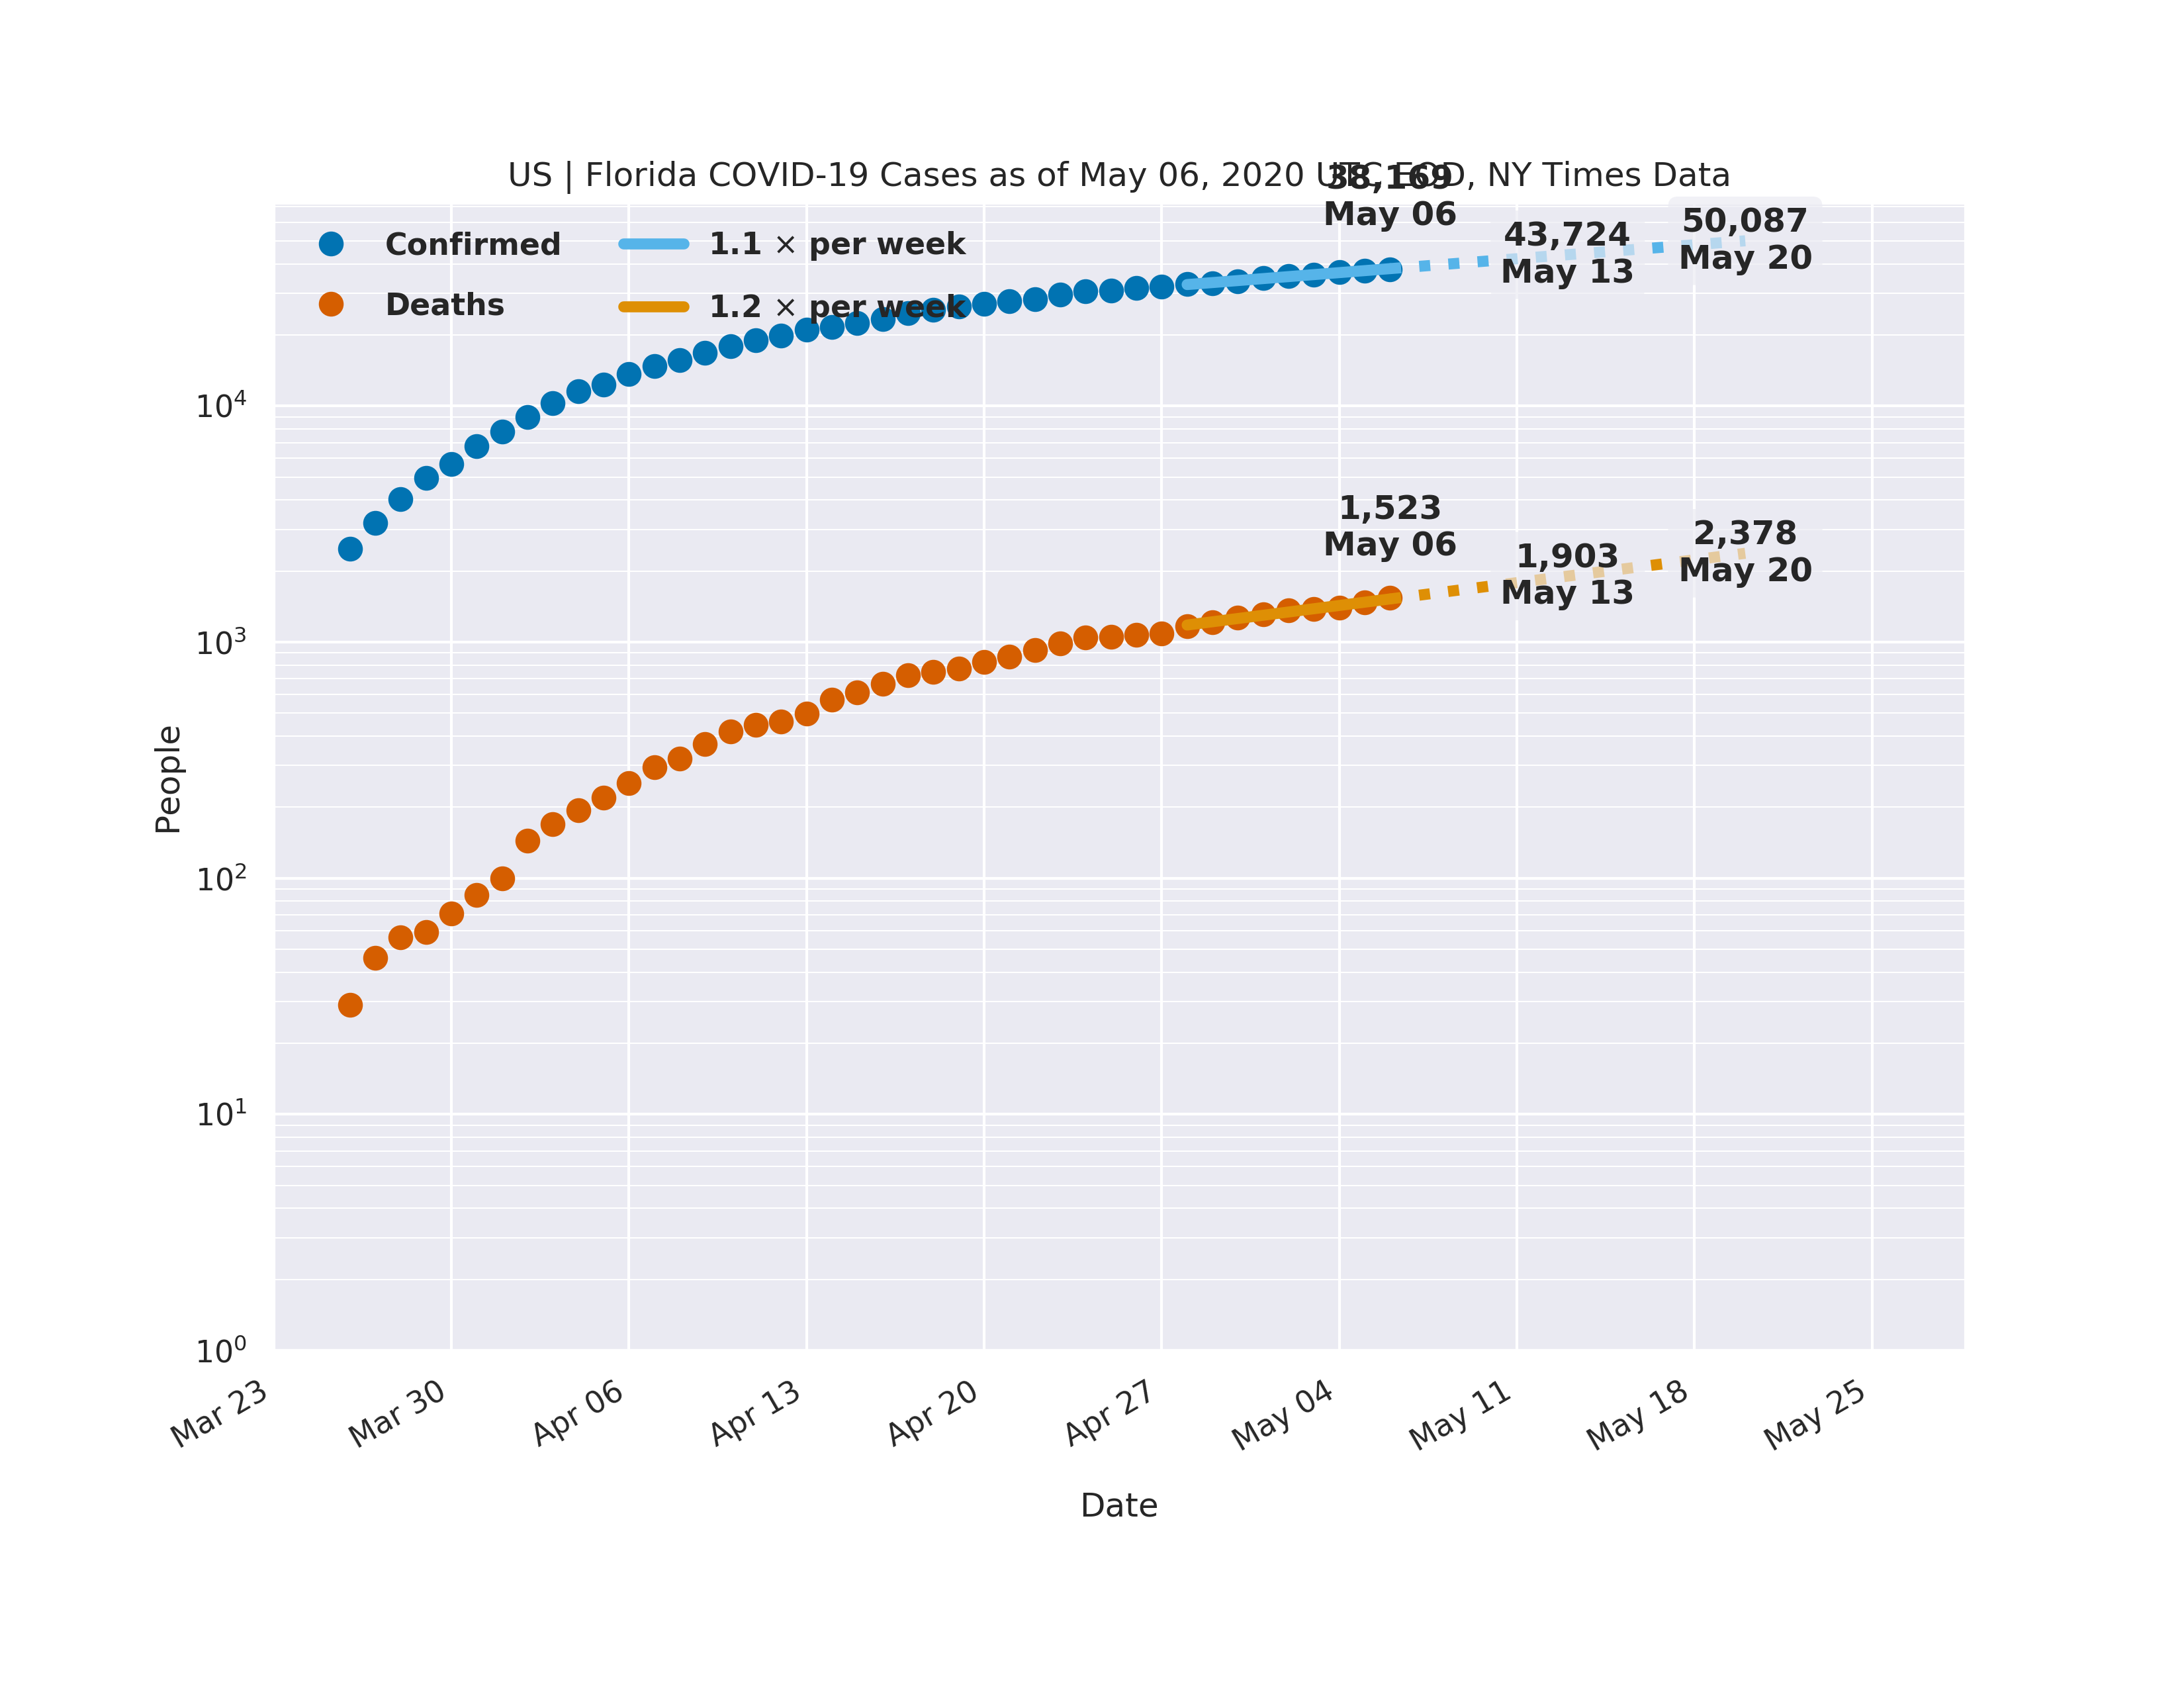 US | Florida COVID-19 Cases as of May 06, 2020 UTC EOD, NY Times Data
38,169
May 06
43,724
May 13
50,087
May 20
Confirmed
Deaths
1.1 × per week
1.2 × per week
1,523
May 06
1,903
May 13
2,378
May 20
People
10⁴
10³
10²
10¹
10⁰
Mar 23
Mar 30
Apr 06
Apr 13
Apr 20
Apr 27
May 04
May 11
May 18
May 25
Date